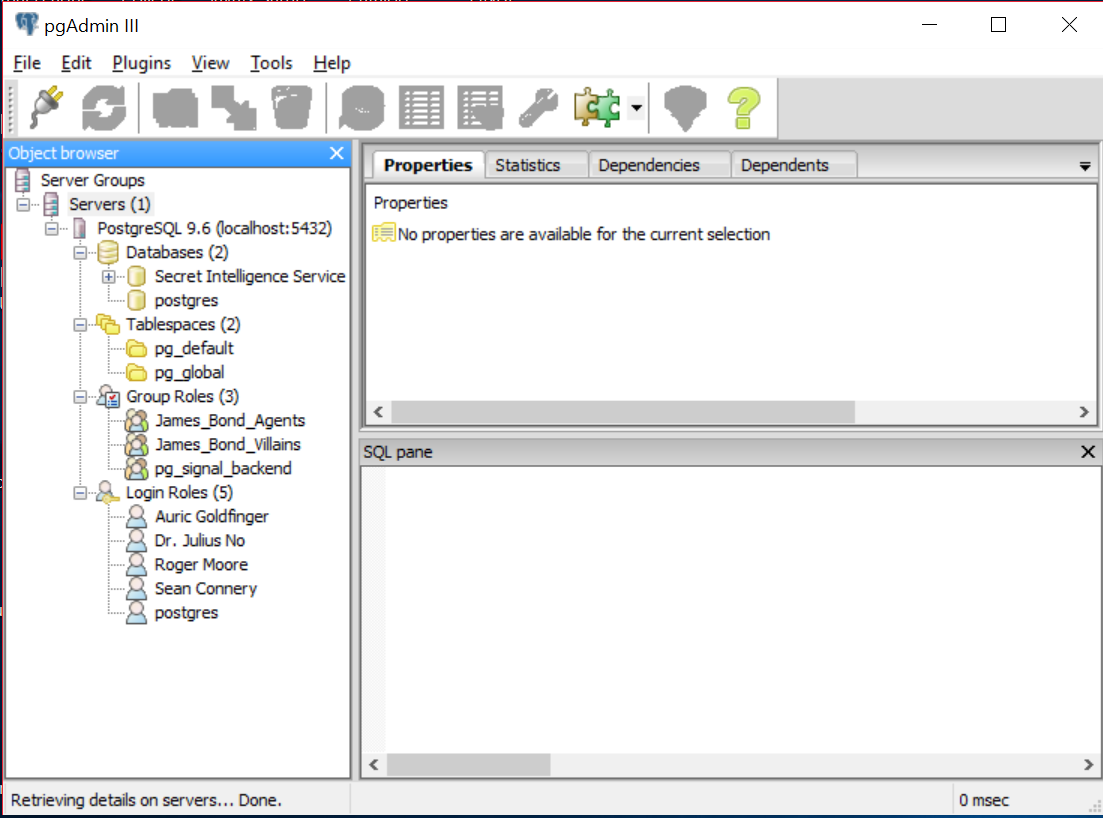 pgAdmin III
File Edit Plugins View Tools Help
Object browser
Server Groups
Servers (1)
PostgreSQL 9.6 (localhost:5432)
Databases (2)
Secret Intelligence Service
postgres
Tablespaces (2)
pg_default
pg_global
Group Roles (3)
James_Bond_Agents
James_Bond_Villains
pg_signal_backend
Login Roles (5)
Auric Goldfinger
Dr. Julius No
Roger Moore
Sean Connery
postgres
Properties Statistics Dependencies Dependents
Properties
No properties are available for the current selection
SQL pane
Retrieving details on servers... Done.
0 msec